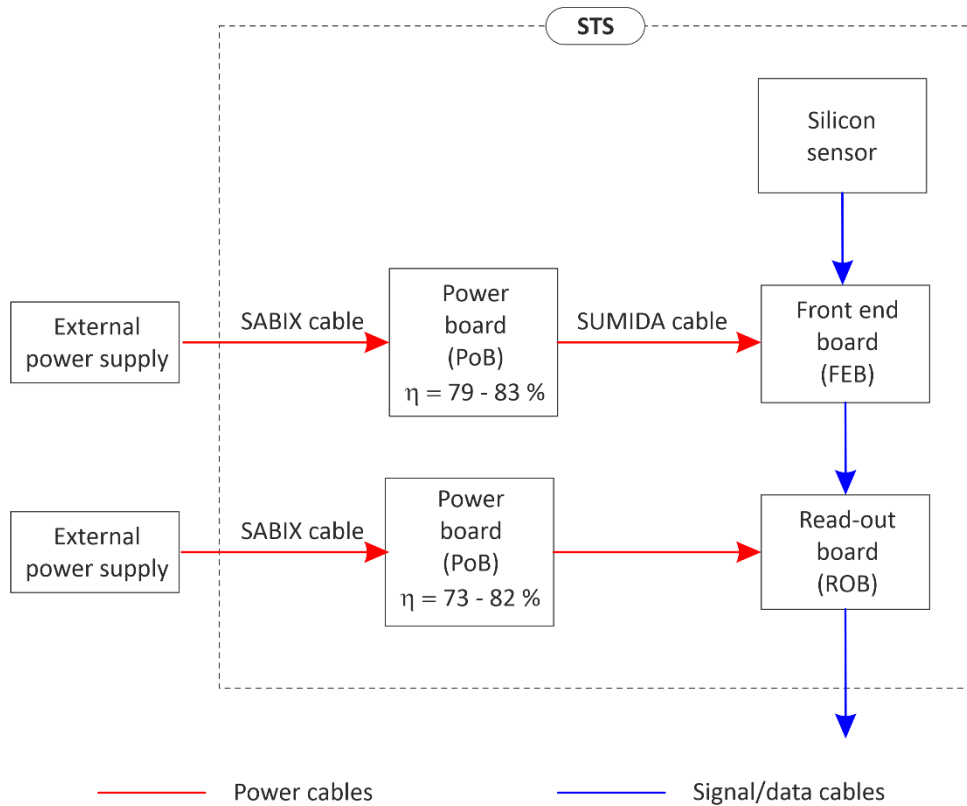 STS
Silicon
sensor
External
power supply
SABIX cable
Power
board
(PoB)
η = 79 - 83 %
SUMIDA cable
Front end
board
(FEB)
External
power supply
SABIX cable
Power
board
(PoB)
η = 73 - 82 %
Read-out
board
(ROB)
Power cables
Signal/data cables